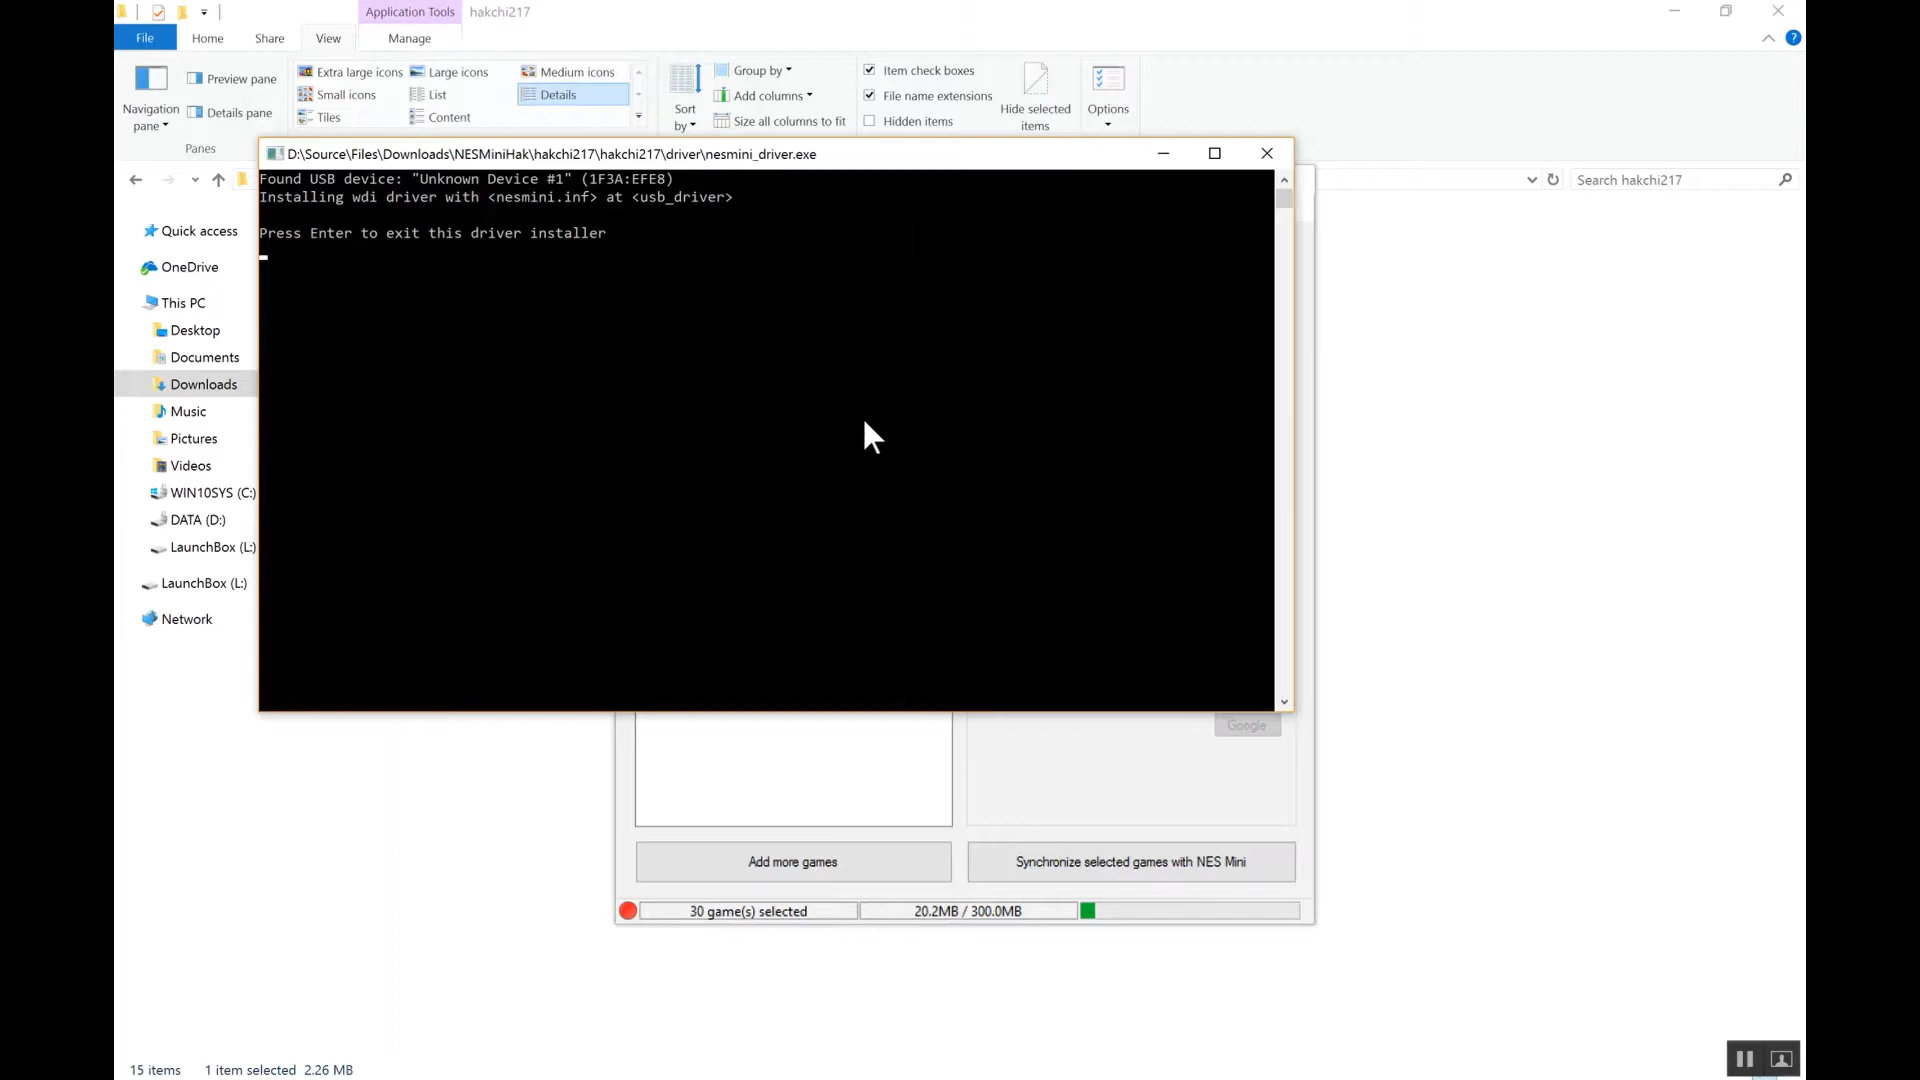 Application Tools
hakchi217
File
Home
Share
View
Manage
Navigation pane
Preview pane
Details pane
Panes
Extra large icons
Large icons
Medium icons
Small icons
List
Details
Tiles
Content
Sort by
Group by
Add columns
Size all columns to fit
Item check boxes
File name extensions
Hidden items
Hide selected items
Options
D:\Source\Files\Downloads\NESMiniHak\hakchi217\hakchi217\driver\nesmini_driver.exe
Search hakchi217
Found USB device: "Unknown Device #1" (1F3A:EFE8)
Installing wdi driver with <nesmini.inf> at <usb_driver>
Press Enter to exit this driver installer
Quick access
OneDrive
This PC
Desktop
Documents
Downloads
Music
Pictures
Videos
WIN10SYS (C:)
DATA (D:)
LaunchBox (L:)
LaunchBox (L:)
Network
Google
Add more games
Synchronize selected games with NES Mini
30 game(s) selected
20.2MB / 300.0MB
15 items
1 item selected 2.26 MB